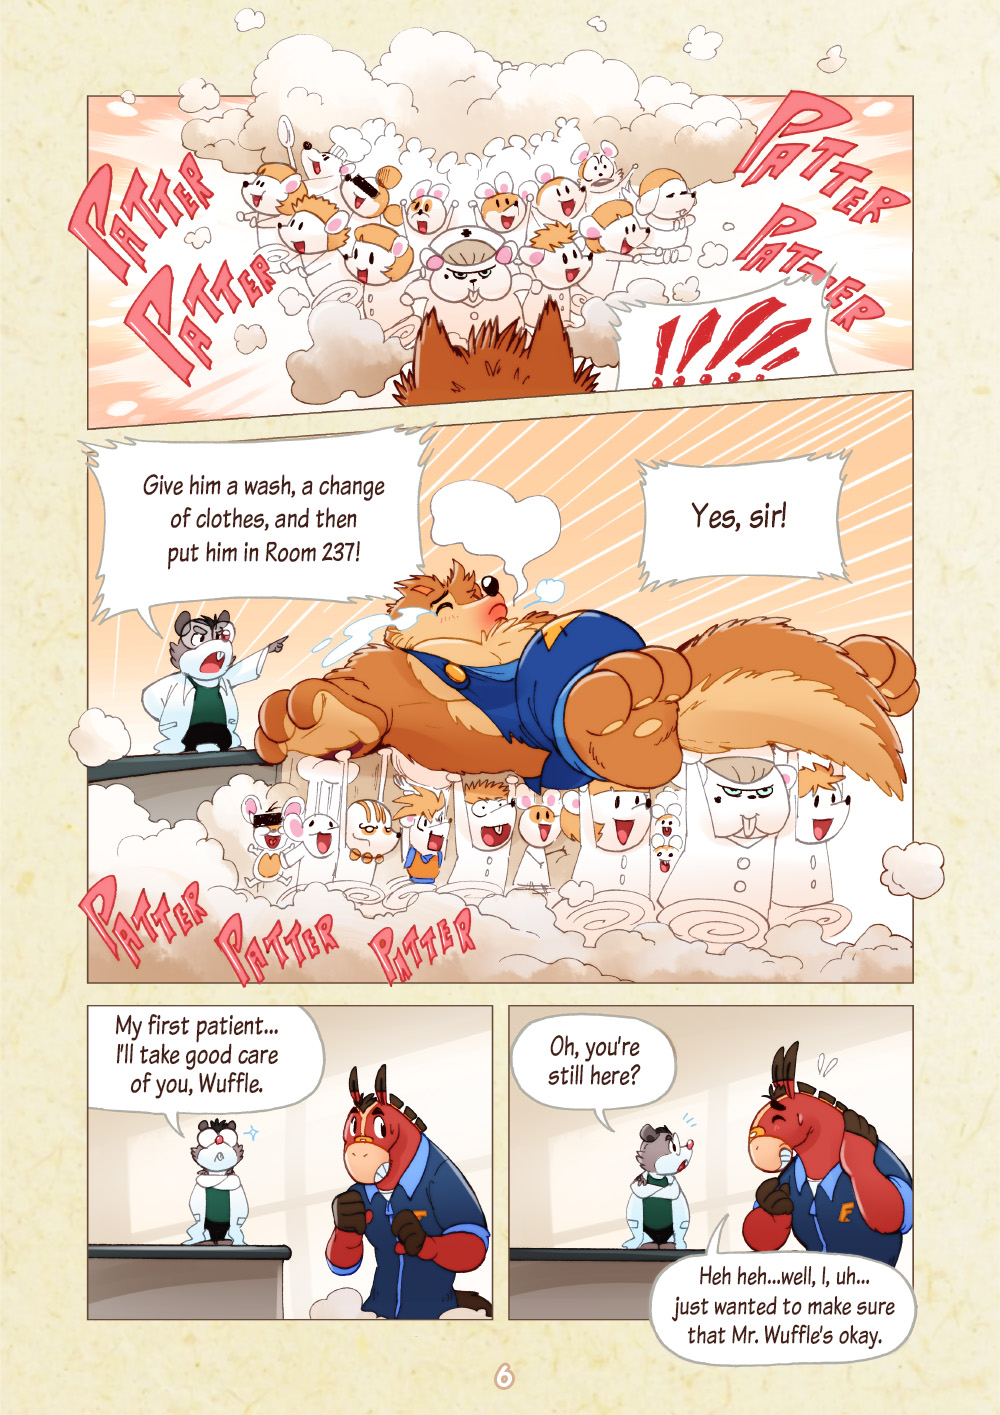 PATTER
PATTER
PATTER
PATTER
!!!!!
Give him a wash, a change
of clothes, and then
put him in Room 237!
Yes, sir!
PATTER
PATTER
PATTER
My first patient...
I'll take good care
of you, Wuffle.
Oh, you're
still here?
E
Heh heh...well, I, uh...
just wanted to make sure
that Mr. Wuffle's okay.
6